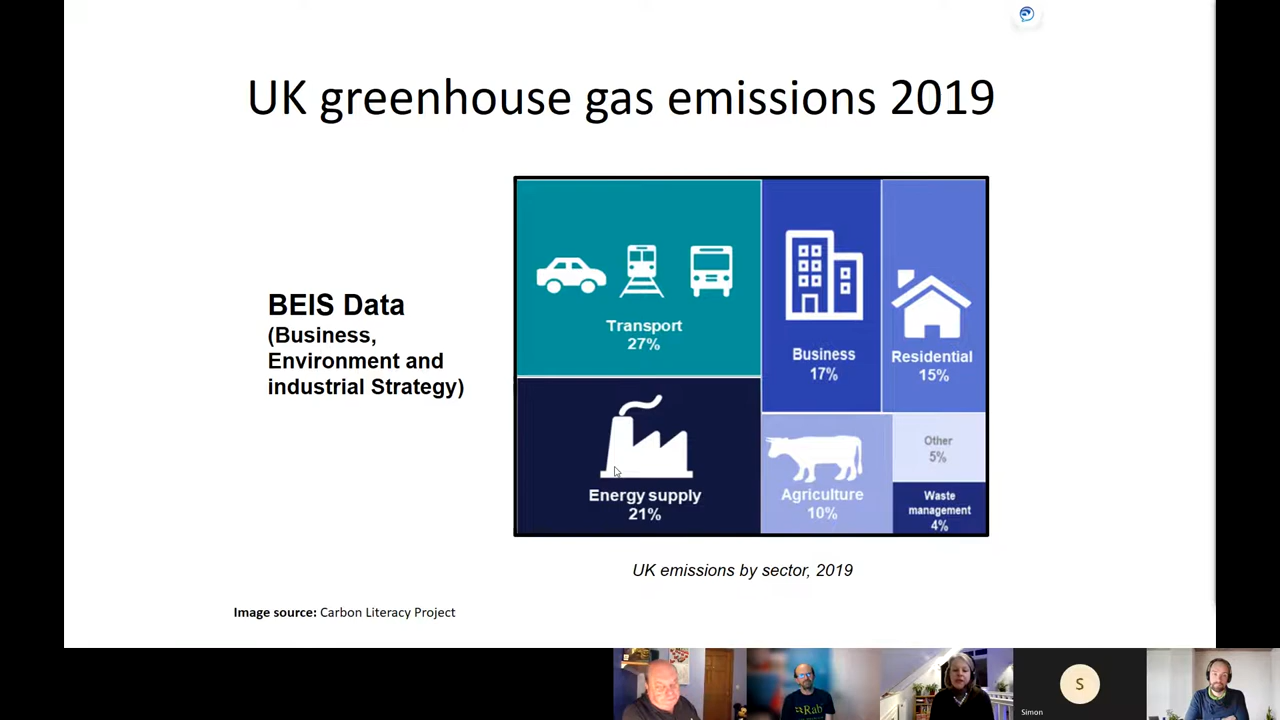 UK greenhouse gas emissions 2019
BEIS Data
(Business,
Environment and
industrial Strategy)
Transport
27%
Business
17%
Residential
15%
Energy supply
21%
Agriculture
10%
Other
5%
Waste
management
4%
UK emissions by sector, 2019
Image source: Carbon Literacy Project
Rab
S
Simon